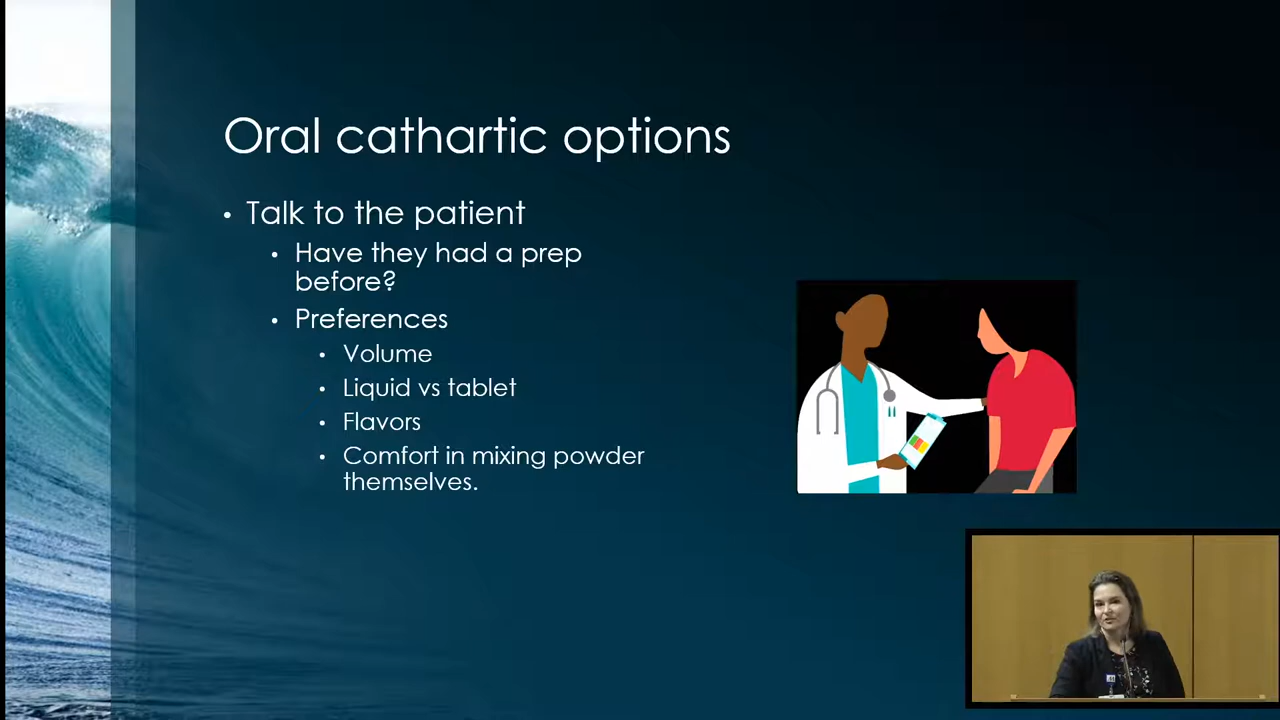 Oral cathartic options
• Talk to the patient
• Have they had a prep
before?
• Preferences
• Volume
• Liquid vs tablet
• Flavors
• Comfort in mixing powder
themselves.